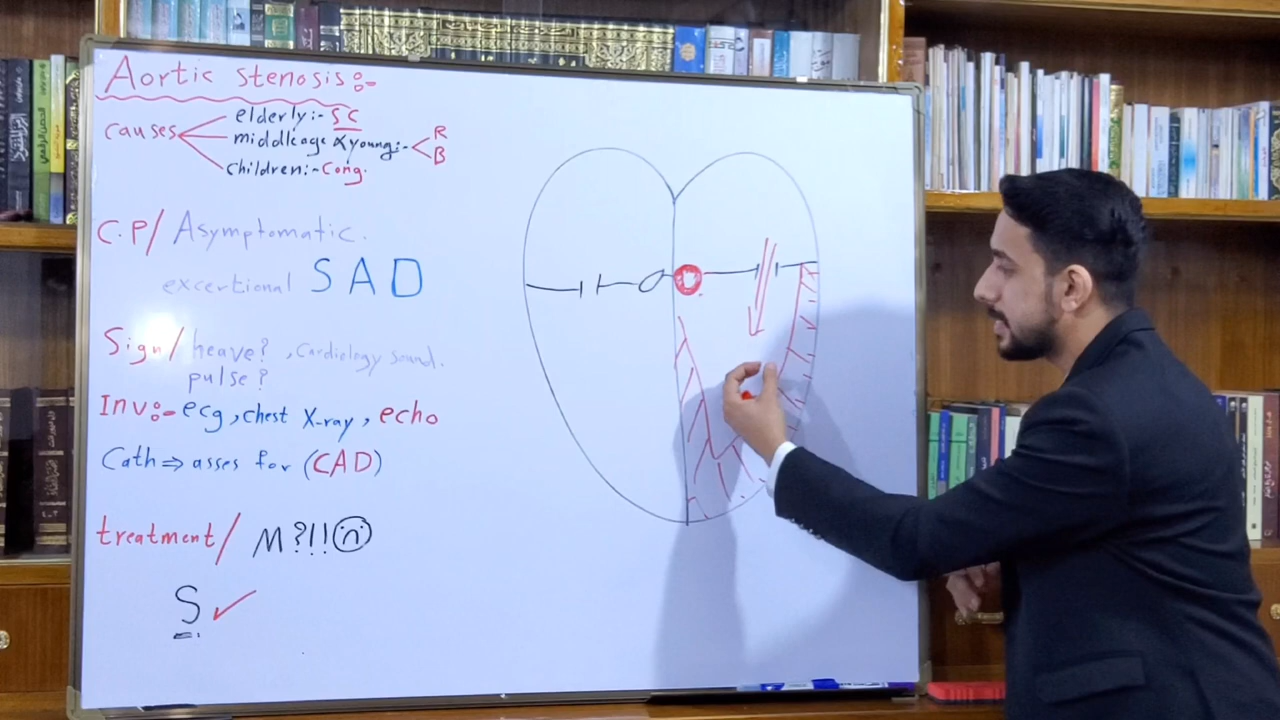 Aortic stenosis:-
causes
elderly:- SC
middleage & young:- R
B
children:- Cong.
C.P/ Asymptomatic.
excertional SAD
Sign/ heave? , Cardiology sound.
pulse?
Inv:- ecg, chest X-ray, echo
Cath ⇒ asses for (CAD)
treatment/ M?!!
S ✓